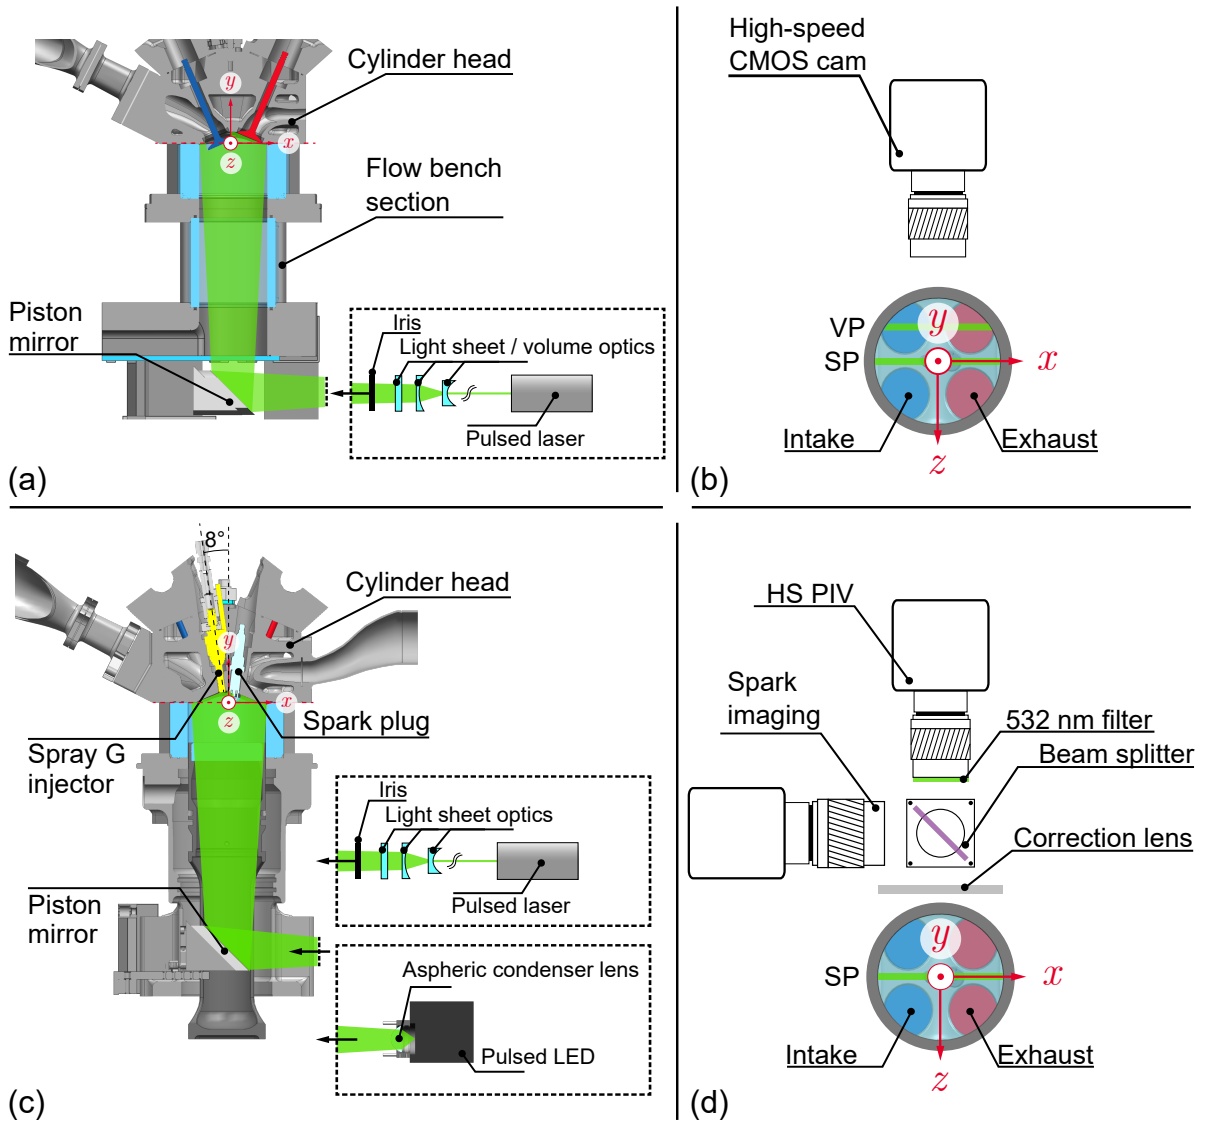 Cylinder head
y
x
z
Flow bench
section
Piston
mirror
Iris
Light sheet / volume optics
Pulsed laser
(a)
High-speed
CMOS cam
VP
SP
y
x
z
Intake
Exhaust
(b)
8°
Cylinder head
y
x
z
Spark plug
Spray G
injector
Iris
Light sheet optics
Pulsed laser
Piston
mirror
Aspheric condenser lens
Pulsed LED
(c)
HS PIV
Spark
imaging
532 nm filter
Beam splitter
Correction lens
SP
y
x
z
Intake
Exhaust
(d)